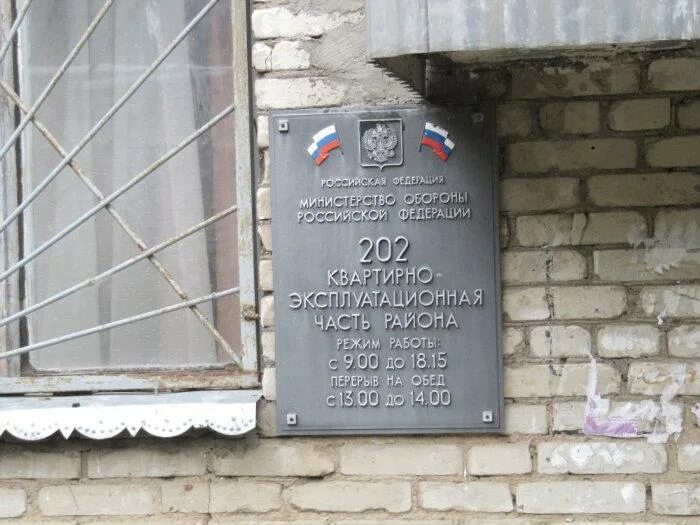 РОССИЙСКАЯ ФЕДЕРАЦИЯ
МИНИСТЕРСТВО ОБОРОНЫ
РОССИЙСКОЙ ФЕДЕРАЦИИ
202
КВАРТИРНО-
ЭКСПЛУАТАЦИОННАЯ
ЧАСТЬ РАЙОНА
РЕЖИМ РАБОТЫ:
С 9.00 ДО 18.15
ПЕРЕРЫВ НА ОБЕД
С 13.00 ДО 14.00